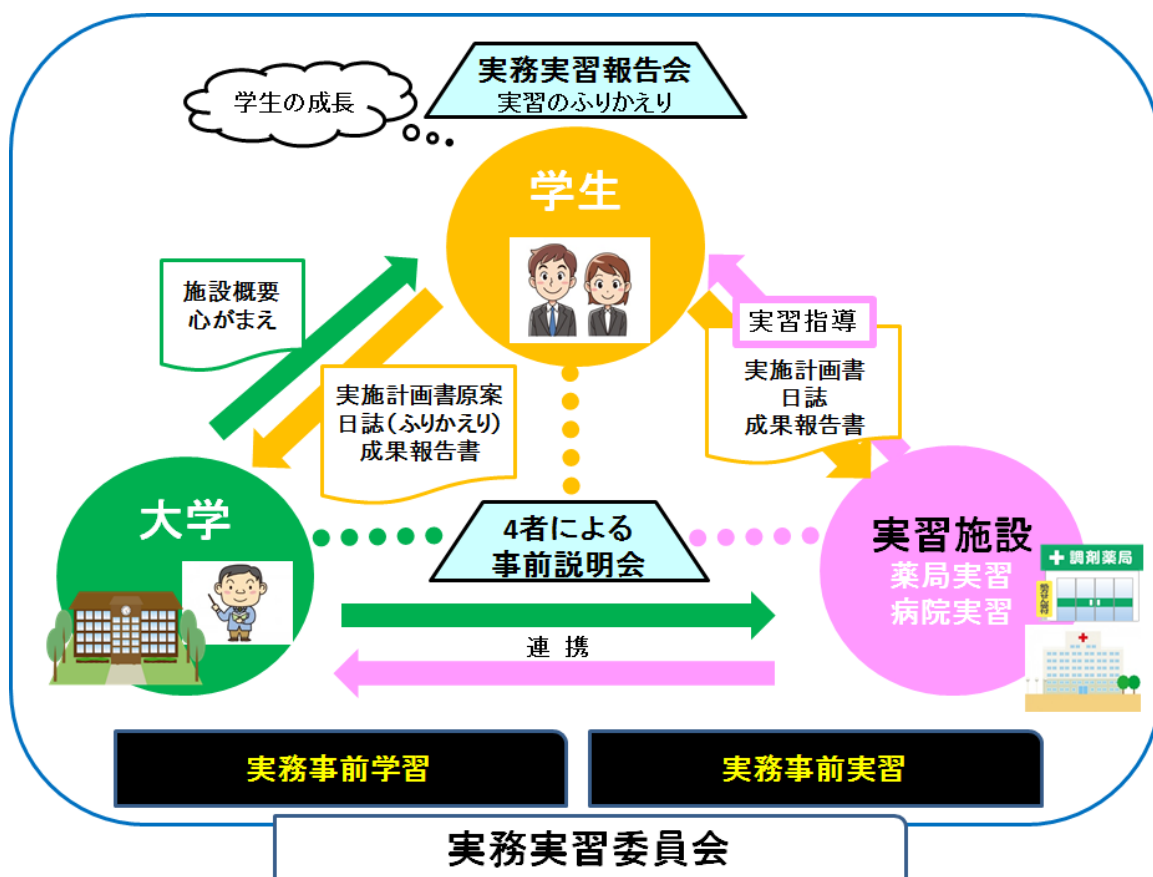 実務実習報告会
実習のふりかえり
学生の成長
学生
施設概要
心がまえ
実習指導
実施計画書
日誌
成果報告書
実施計画書原案
日誌(ふりかえり)
成果報告書
大学
4者による
事前説明会
実習施設
薬局実習
病院実習
調剤薬局
処方せん受付
連 携
実務事前学習
実務事前実習
実務実習委員会